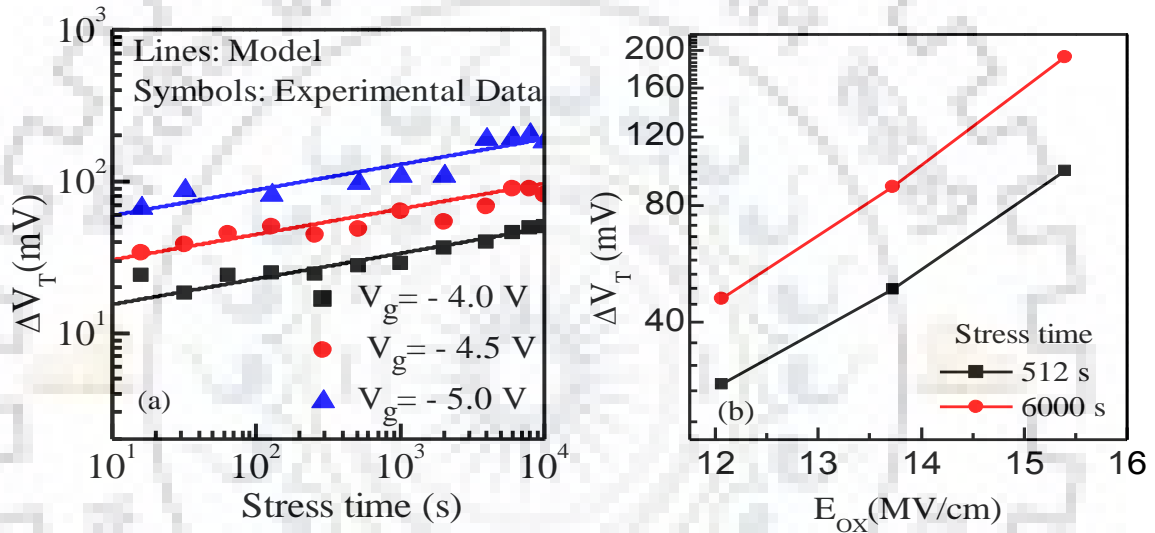 10³
Lines: Model
Symbols: Experimental Data
10²
10¹
ΔV_T(mV)
V_g= - 4.0 V
V_g= - 4.5 V
V_g= - 5.0 V
(a)
10¹ 10² 10³ 10⁴
Stress time (s)
200
160
120
80
40
ΔV_T (mV)
Stress time
512 s
6000 s
(b)
12 13 14 15 16
E_OX(MV/cm)